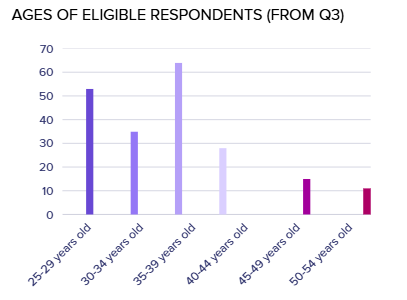 AGES OF ELIGIBLE RESPONDENTS (FROM Q3)
70
60
50
40
30
20
10
0
25-29 years old
30-34 years old
35-39 years old
40-44 years old
45-49 years old
50-54 years old